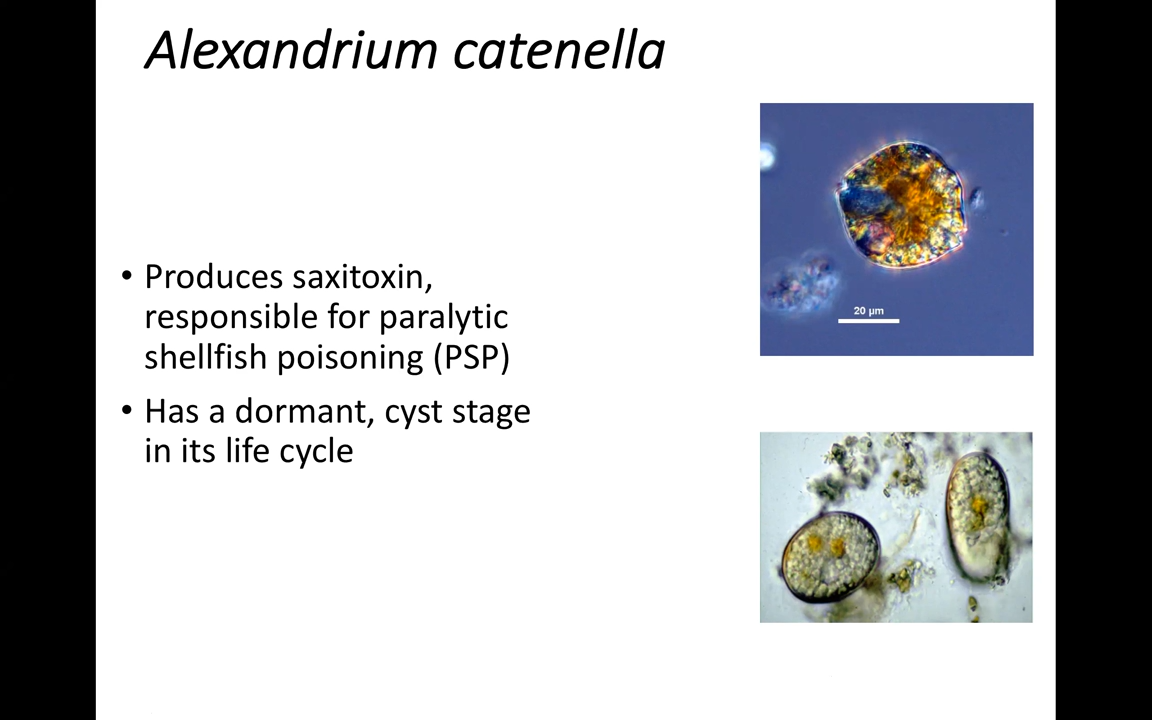 Alexandrium catenella
• Produces saxitoxin,
responsible for paralytic
shellfish poisoning (PSP)
• Has a dormant, cyst stage
in its life cycle
20 µm